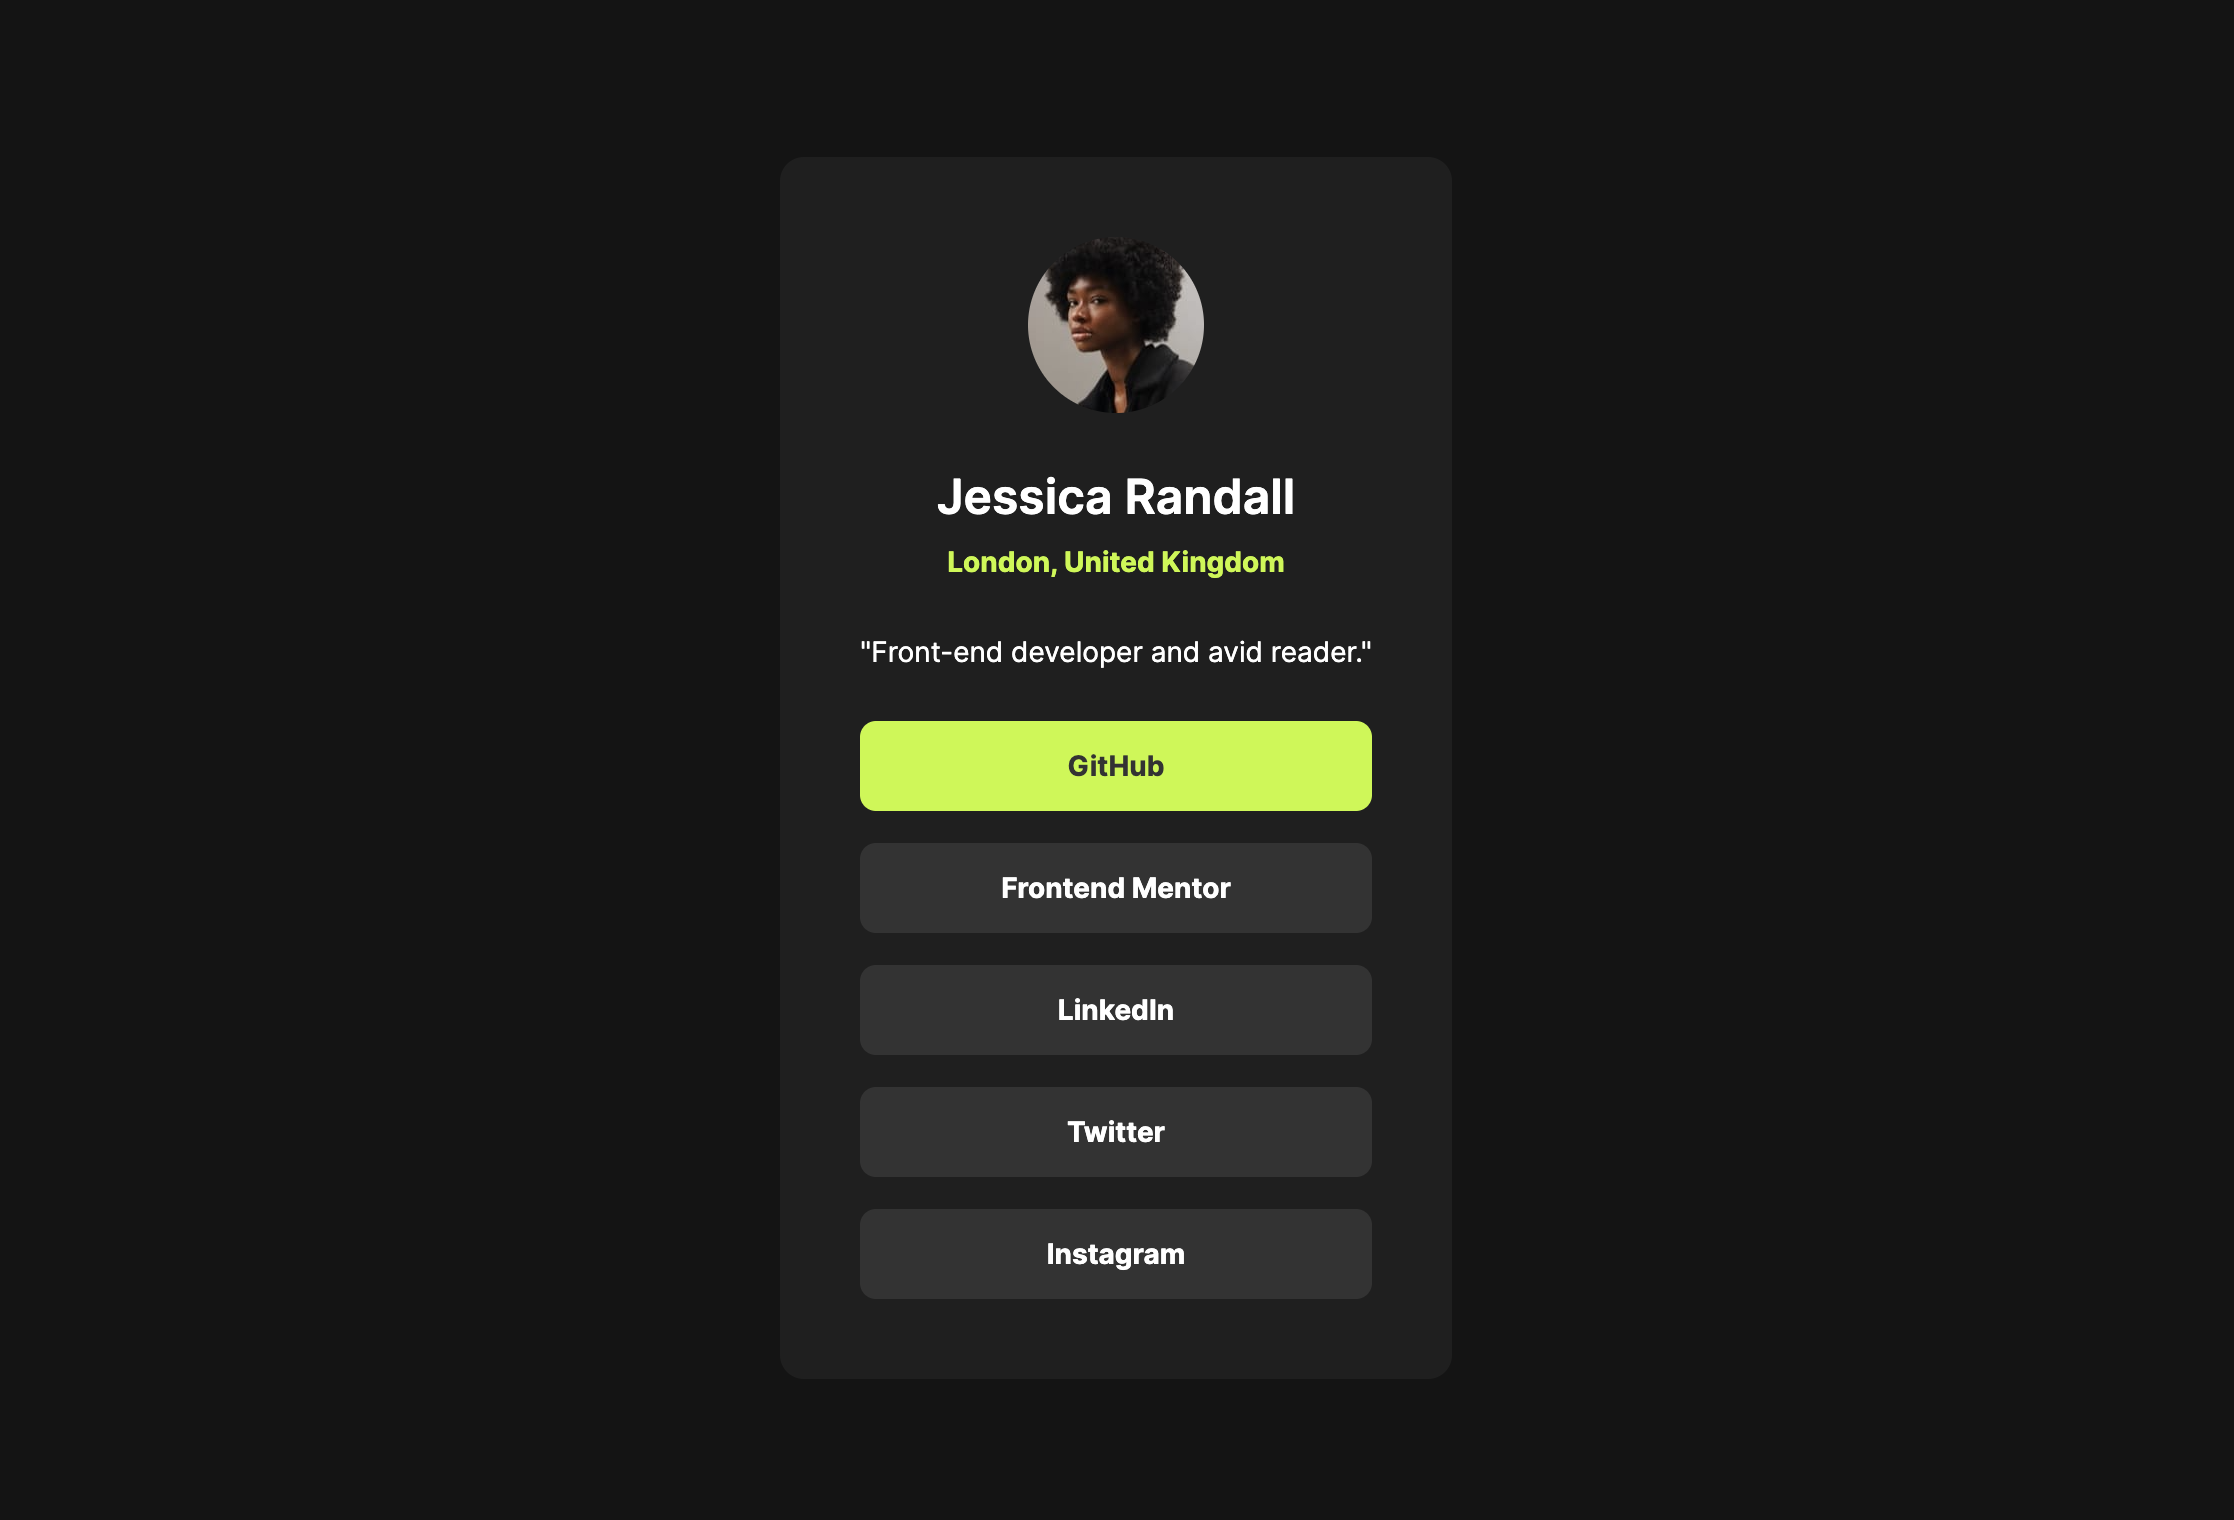 Jessica Randall
London, United Kingdom
"Front-end developer and avid reader."
GitHub
Frontend Mentor
LinkedIn
Twitter
Instagram